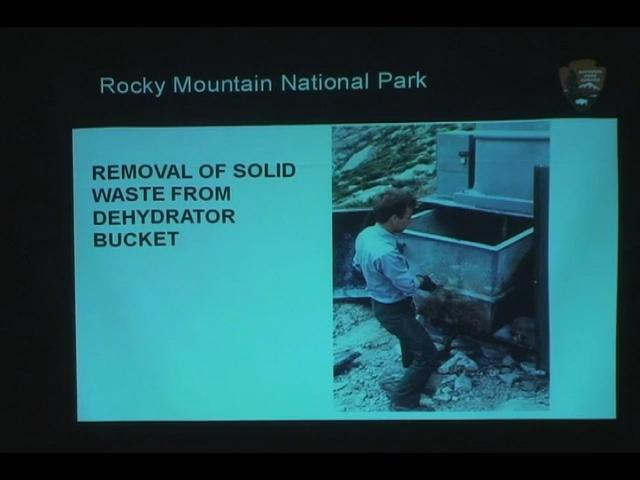 Rocky Mountain National Park
REMOVAL OF SOLID
WASTE FROM
DEHYDRATOR
BUCKET